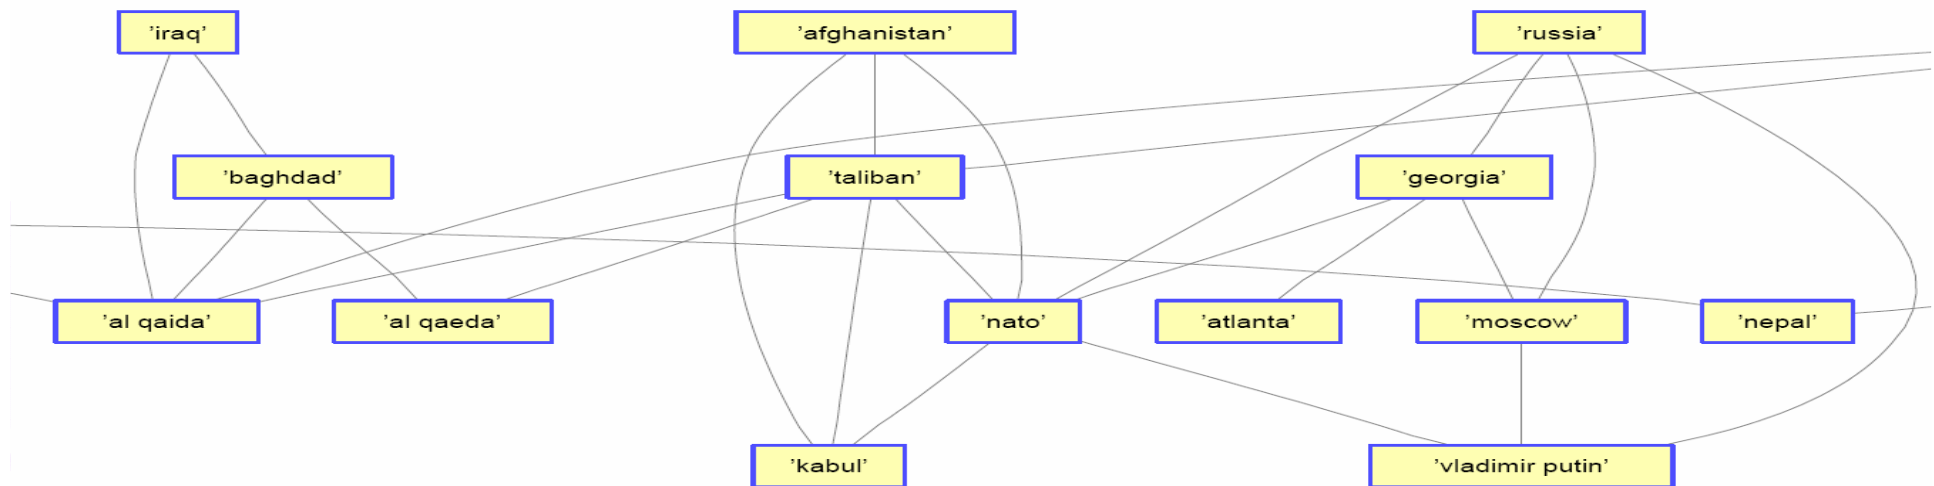 ’iraq’
’afghanistan’
’russia’
’baghdad’
’taliban’
’georgia’
’al qaida’
’al qaeda’
’nato’
’atlanta’
’moscow’
’nepal’
’kabul’
’vladimir putin’